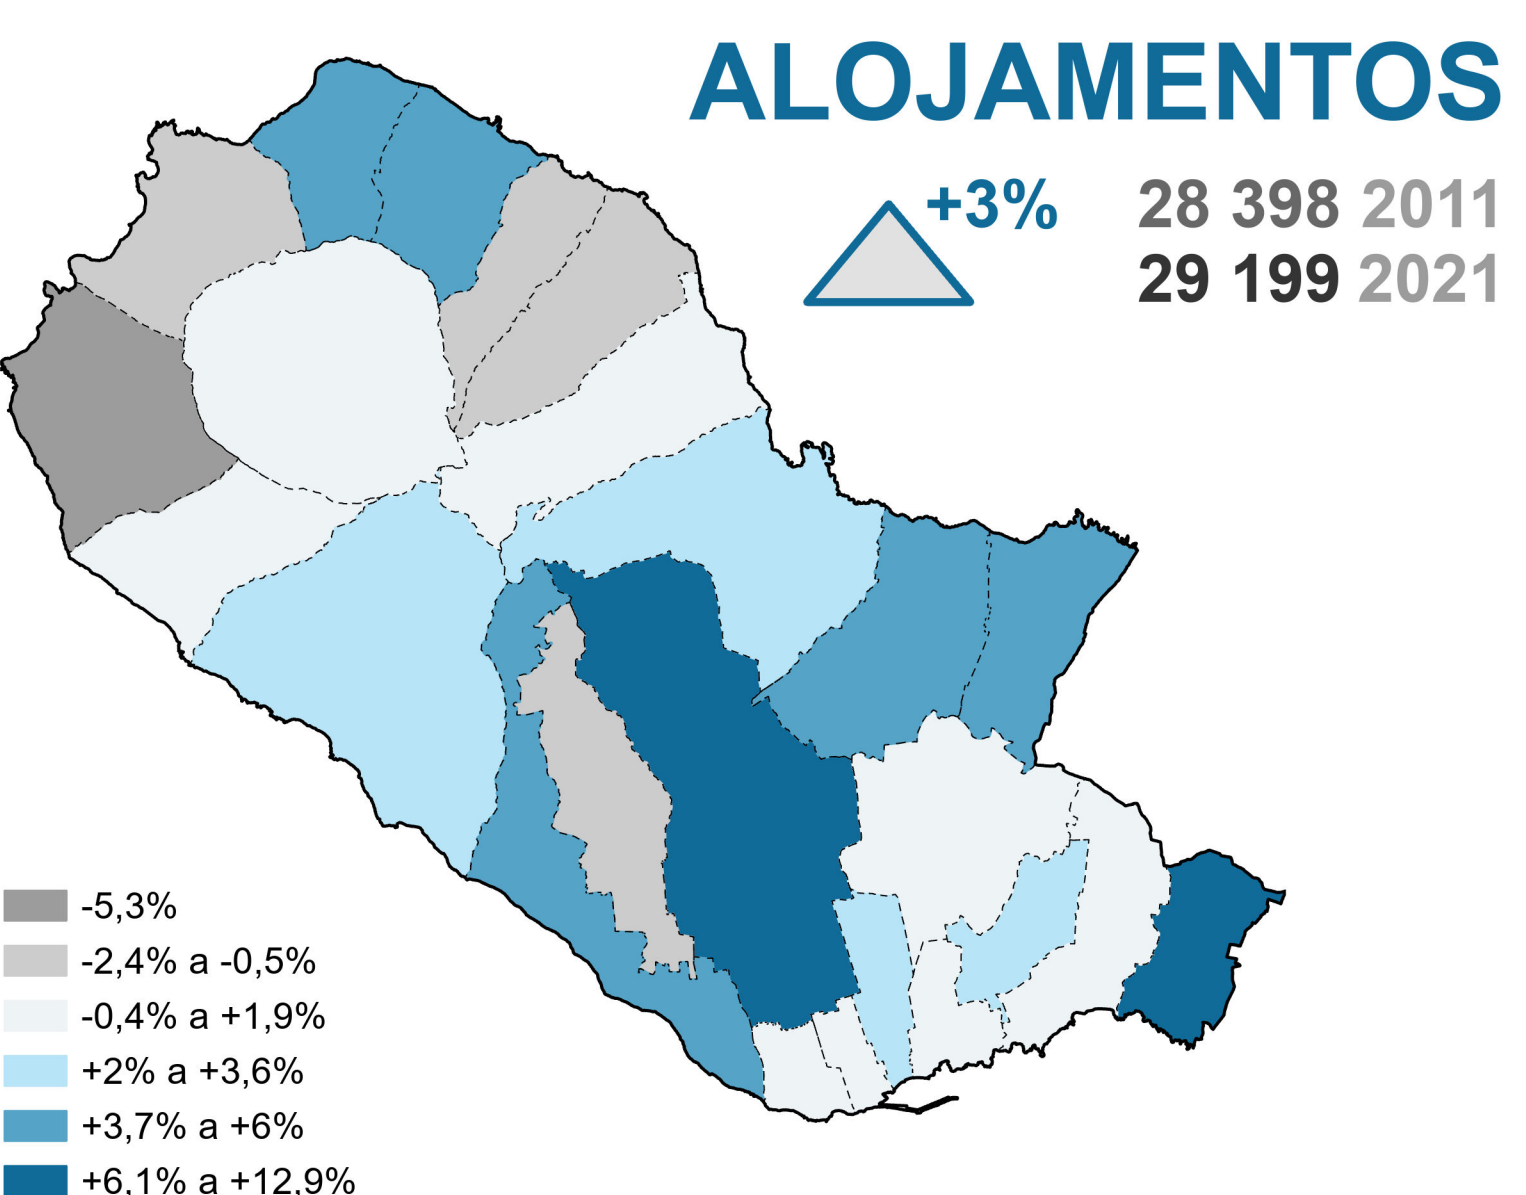 ALOJAMENTOS
+3%
28 398 2011
29 199 2021
-5,3%
-2,4% a -0,5%
-0,4% a +1,9%
+2% a +3,6%
+3,7% a +6%
+6,1% a +12,9%